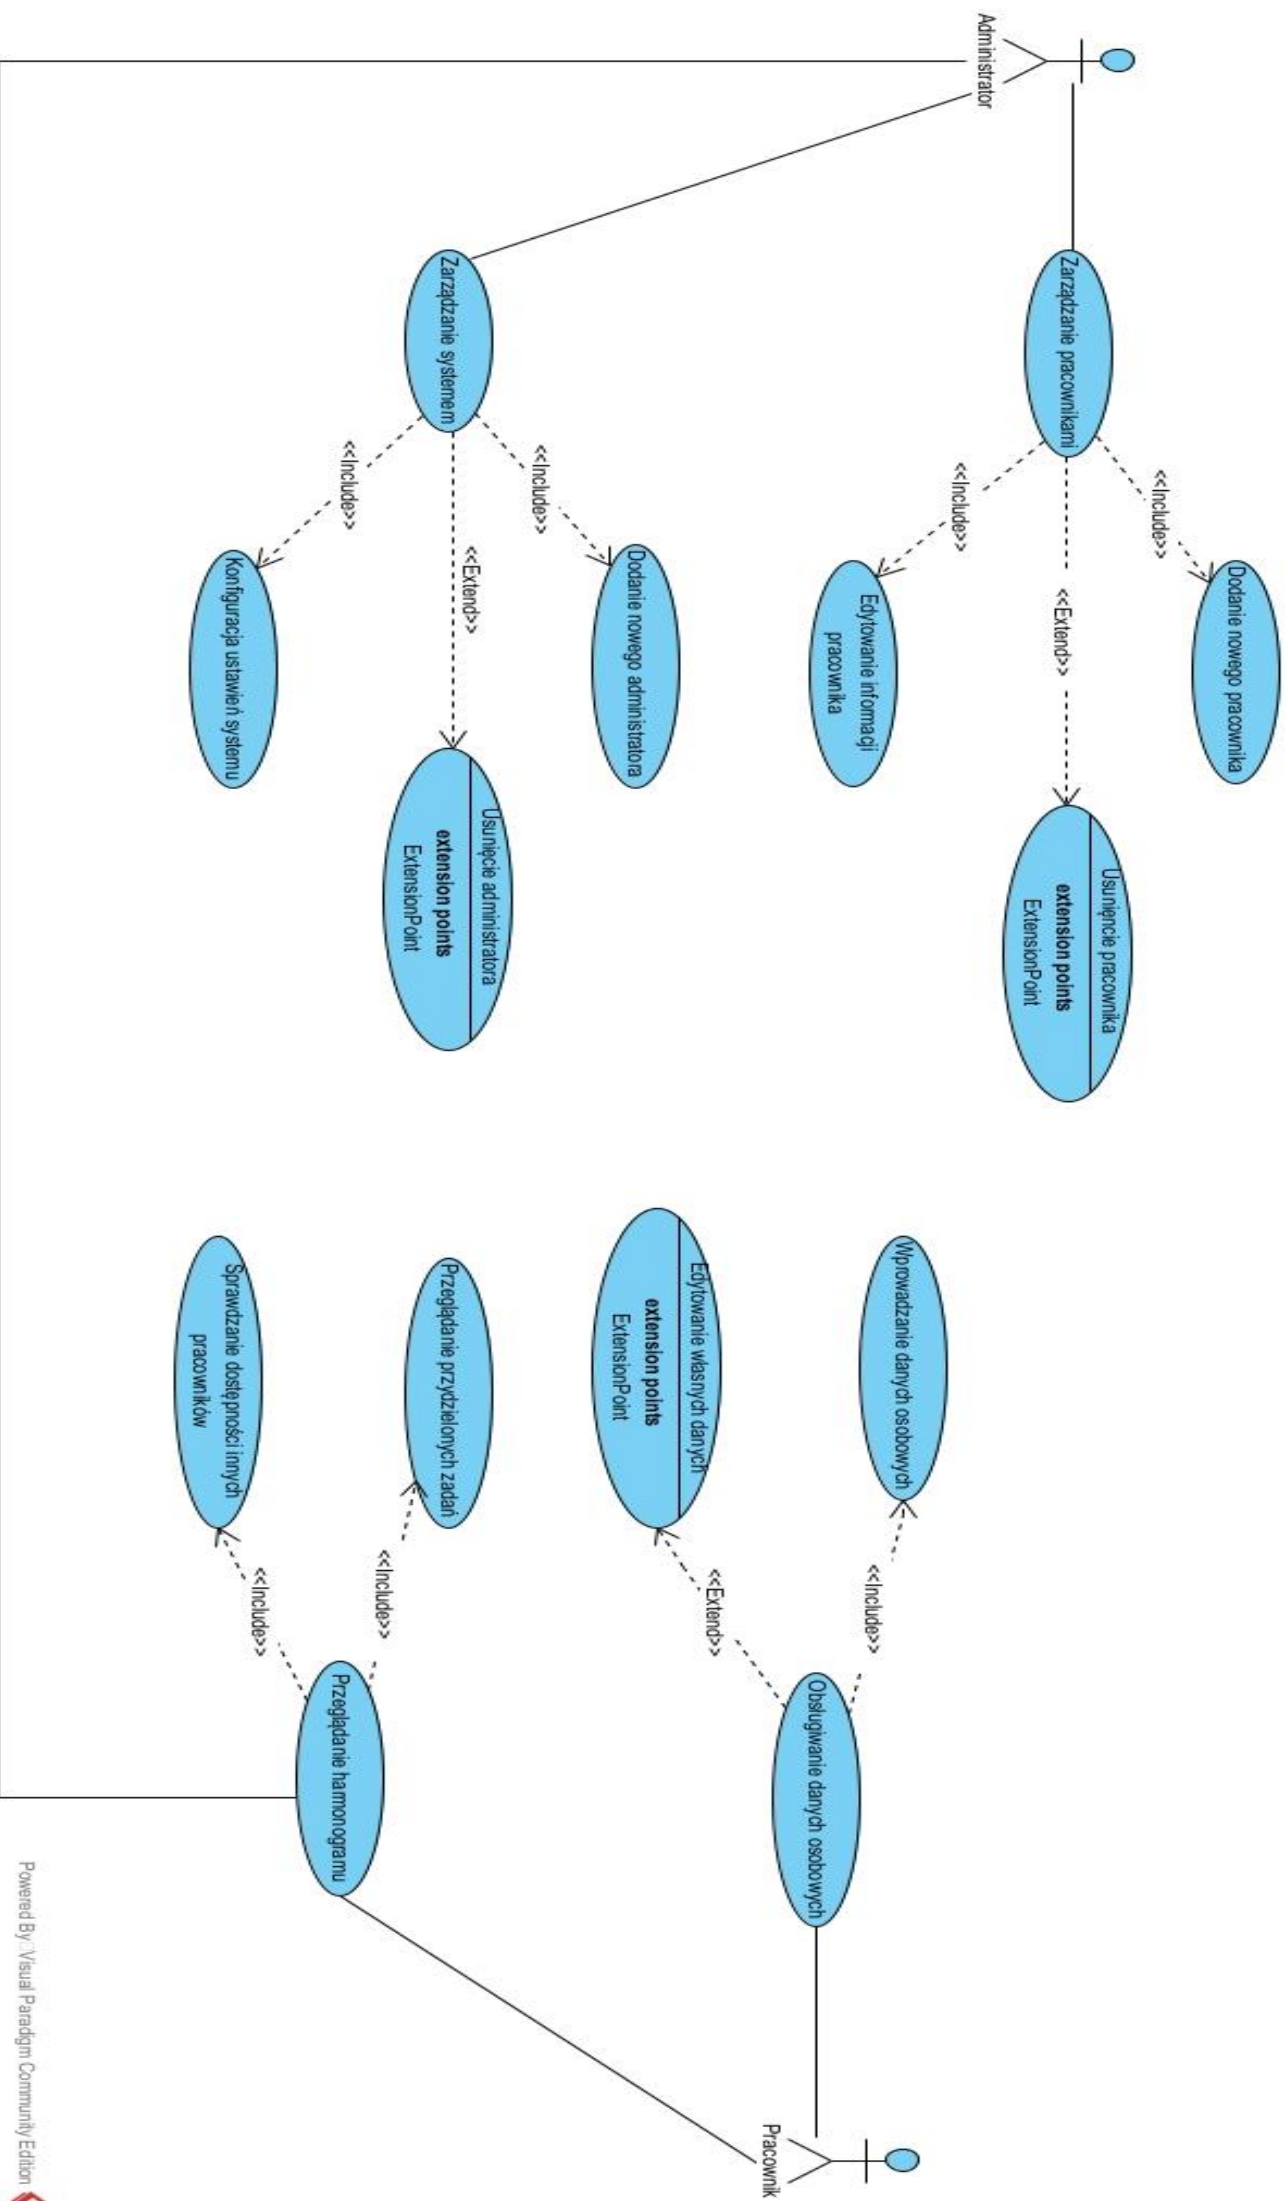 Administrator
Zarządzanie pracownikami
<<Include>>
Dodanie nowego pracownika
<<Extend>>
Usunięncie pracownika
extension points
ExtensionPoint
<<Include>>
Edytowanie informacji
pracownika
Zarządzanie systemem
<<Include>>
Dodanie nowego administratora
<<Extend>>
Usunięcie administratora
extension points
ExtensionPoint
<<Include>>
Konfiguracja ustawień systemu
Wprowadzanie danych osobowych
<<Include>>
Obsługiwanie danych osobowych
Edytowanie własnych danych
extension points
ExtensionPoint
<<Extend>>
Pracownik
Przeglądanie przydzielonych zadań
<<Include>>
Przeglądanie harmonogramu
Sprawdzanie dostępności innych
pracowników
<<Include>>
Powered By Visual Paradigm Community Edition